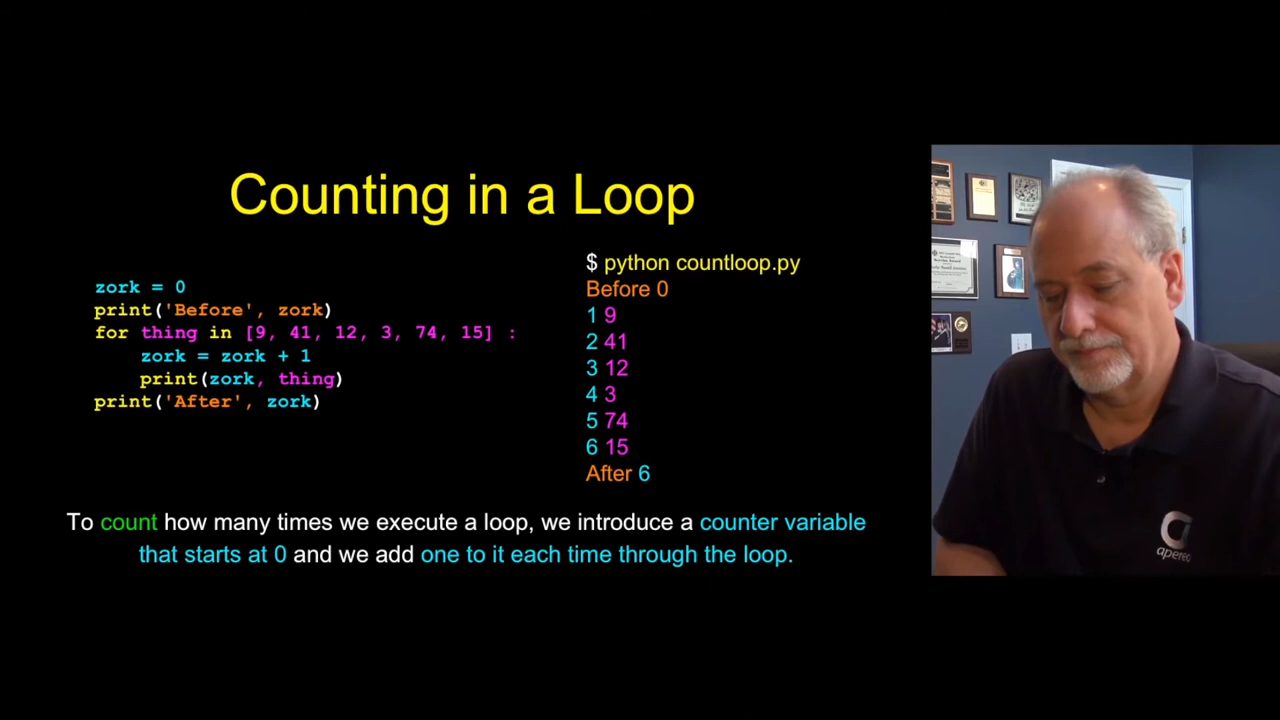 Counting in a Loop
zork = 0
print('Before', zork)
for thing in [9, 41, 12, 3, 74, 15] :
    zork = zork + 1
    print(zork, thing)
print('After', zork)
$ python countloop.py
Before 0
1 9
2 41
3 12
4 3
5 74
6 15
After 6
To count how many times we execute a loop, we introduce a counter variable
that starts at 0 and we add one to it each time through the loop.
apereo